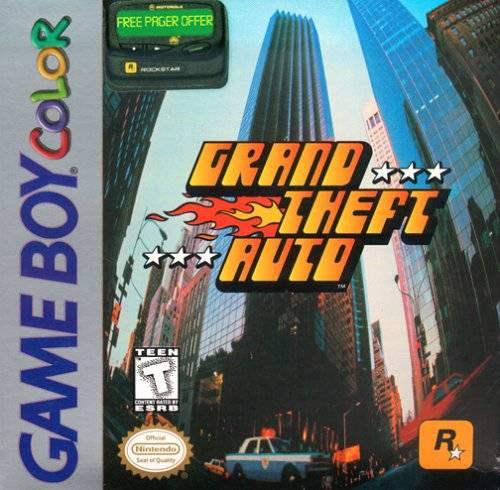 MOTOROLA
FREE PAGER OFFER
R ROCKSTAR
GAME BOY COLOR
GRAND
THEFT
AUTO
TM
TEEN
T
CONTENT RATED BY
ESRB
Official
Nintendo
Seal of Quality
R